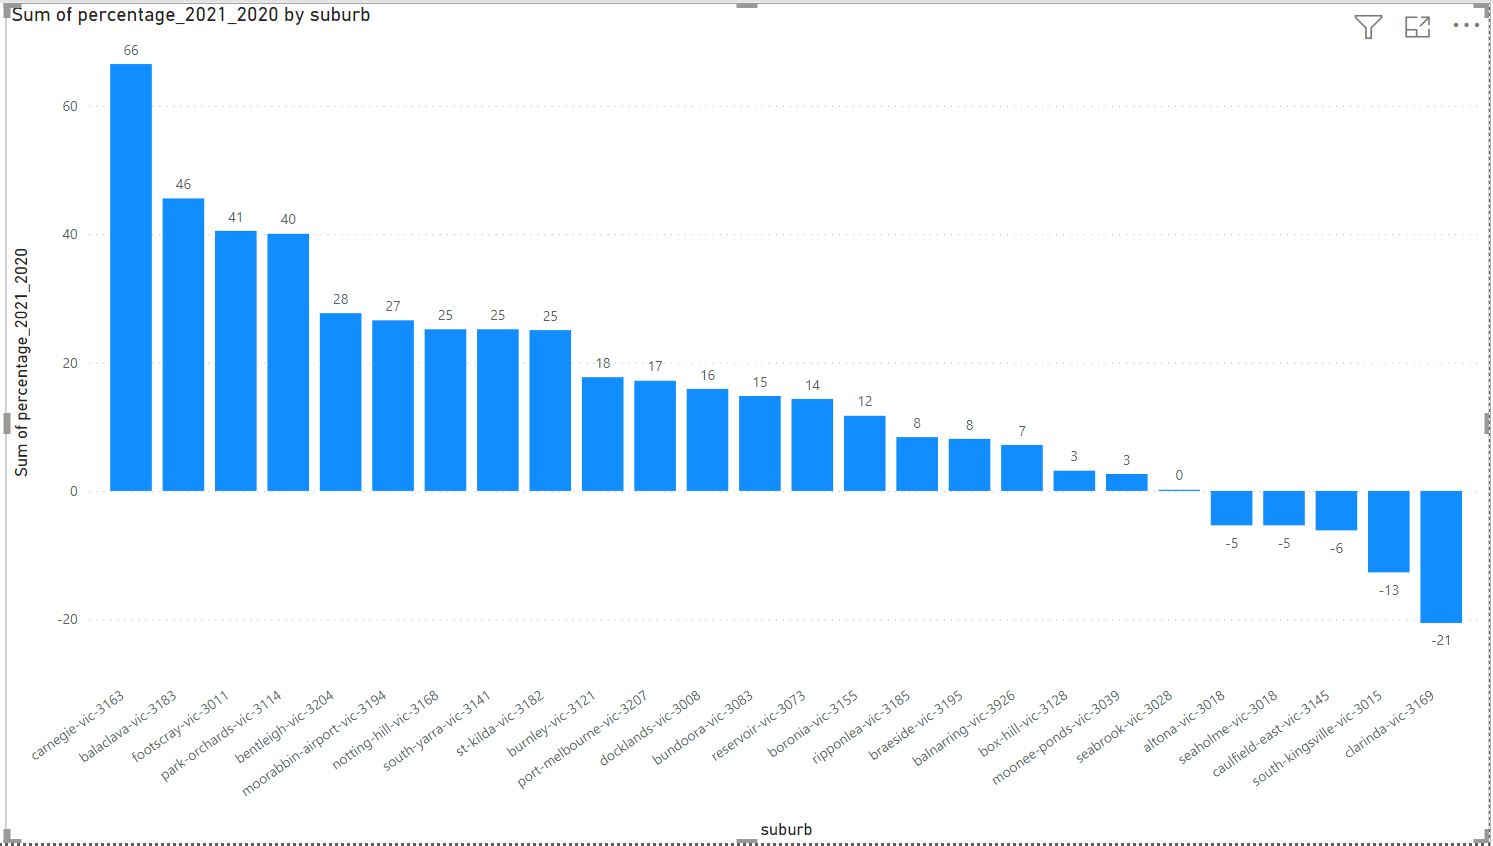 Sum of percentage_2021_2020 by suburb
Sum of percentage_2021_2020
60
40
20
0
-20
66
46
41
40
28
27
25
25
25
18
17
16
15
14
12
8
8
7
3
3
0
-5
-5
-6
-13
-21
carnegie-vic-3163
balaclava-vic-3183
footscray-vic-3011
park-orchards-vic-3114
bentleigh-vic-3204
moorabbin-airport-vic-3194
notting-hill-vic-3168
south-yarra-vic-3141
st-kilda-vic-3182
burnley-vic-3121
port-melbourne-vic-3207
docklands-vic-3008
bundoora-vic-3083
reservoir-vic-3073
boronia-vic-3155
ripponlea-vic-3185
braeside-vic-3195
balnarring-vic-3926
box-hill-vic-3128
moonee-ponds-vic-3039
seabrook-vic-3028
altona-vic-3018
seaholme-vic-3018
caulfield-east-vic-3145
south-kingsville-vic-3015
clarinda-vic-3169
suburb